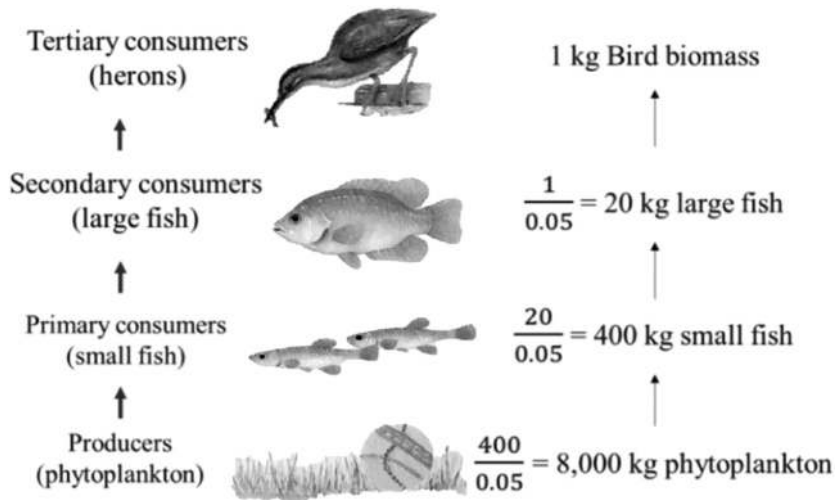 Tertiary consumers
(herons)
1 kg Bird biomass
Secondary consumers
(large fish)
1/0.05 = 20 kg large fish
Primary consumers
(small fish)
20/0.05 = 400 kg small fish
Producers
(phytoplankton)
400/0.05 = 8,000 kg phytoplankton